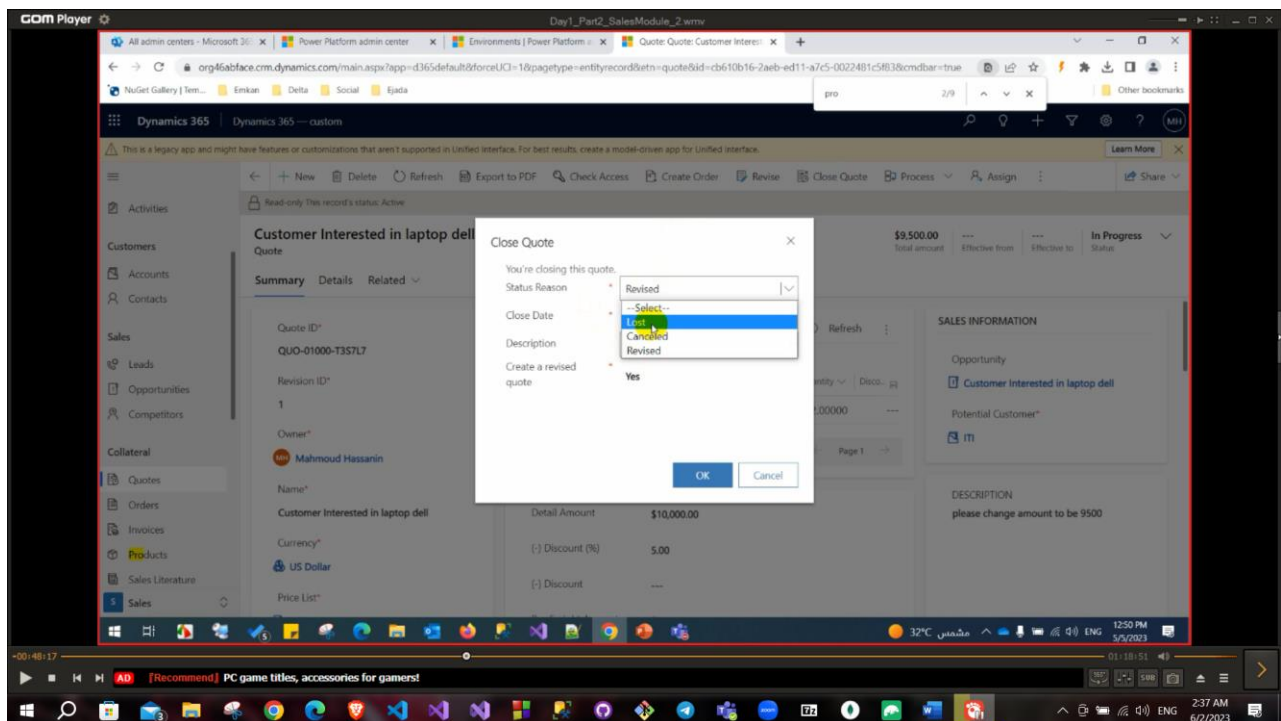 GOM Player
Day1_Part2_SalesModule_2.wmv
All admin centers - Microsoft 36
Power Platform admin center
Environments | Power Platform
Quote: Quote: Customer Interest
org46abface.crm.dynamics.com/main.aspx?app=d365default&forceUCI=1&pagetype=entityrecord&etn=quote&id=cb610b16-2aeb-ed11-a7c5-0022481c5f83&cmdbar=true
NuGet Gallery | Tem...
Emkan
Delta
Social
Ejada
pro
2/9
Other bookmarks
Dynamics 365
Dynamics 365 — custom
MH
This is a legacy app and might have features or customizations that aren't supported in Unified Interface. For best results, create a model-driven app for Unified Interface.
Learn More
New
Delete
Refresh
Export to PDF
Check Access
Create Order
Revise
Close Quote
Process
Assign
Share
Read-only This record's status: Active
Activities
Customers
Accounts
Contacts
Sales
Leads
Opportunities
Competitors
Collateral
Quotes
Orders
Invoices
Products
Sales Literature
S Sales
Customer Interested in laptop dell
Quote
$9,500.00
Total amount
---
Effective from
---
Effective to
In Progress
Status
Summary
Details
Related
Quote ID*
QUO-01000-T3S7L7
Revision ID*
1
Owner*
MH Mahmoud Hassanin
Name*
Customer Interested in laptop dell
Currency*
US Dollar
Price List*
Close Quote
You're closing this quote.
Status Reason *
Revised
--Select--
Lost
Canceled
Revised
Close Date *
Description
Create a revised *
quote
Yes
OK
Cancel
Refresh
Disco...
---
Page 1
Detail Amount
$10,000.00
(-) Discount (%)
5.00
(-) Discount
---
SALES INFORMATION
Opportunity
Customer Interested in laptop dell
Potential Customer*
m
DESCRIPTION
please change amount to be 9500
32°C مشمس
ENG
12:50 PM
5/5/2023
-00:48:17
01:18:51
AD [Recommend] PC game titles, accessories for gamers!
360°
SUB
ENG
2:37 AM
6/2/2023